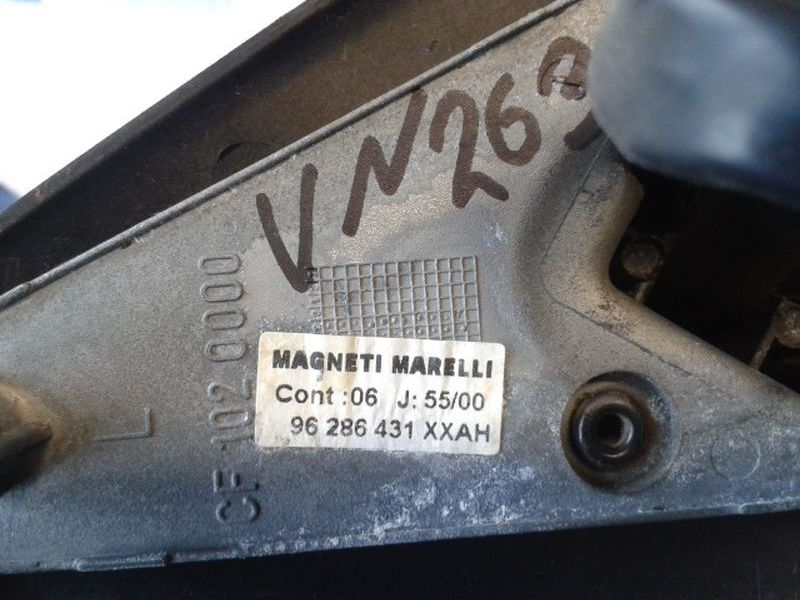 VN26
MAGNETI MARELLI
Cont :06 J: 55/00
96 286 431 XXAH
CF 102 0000
L